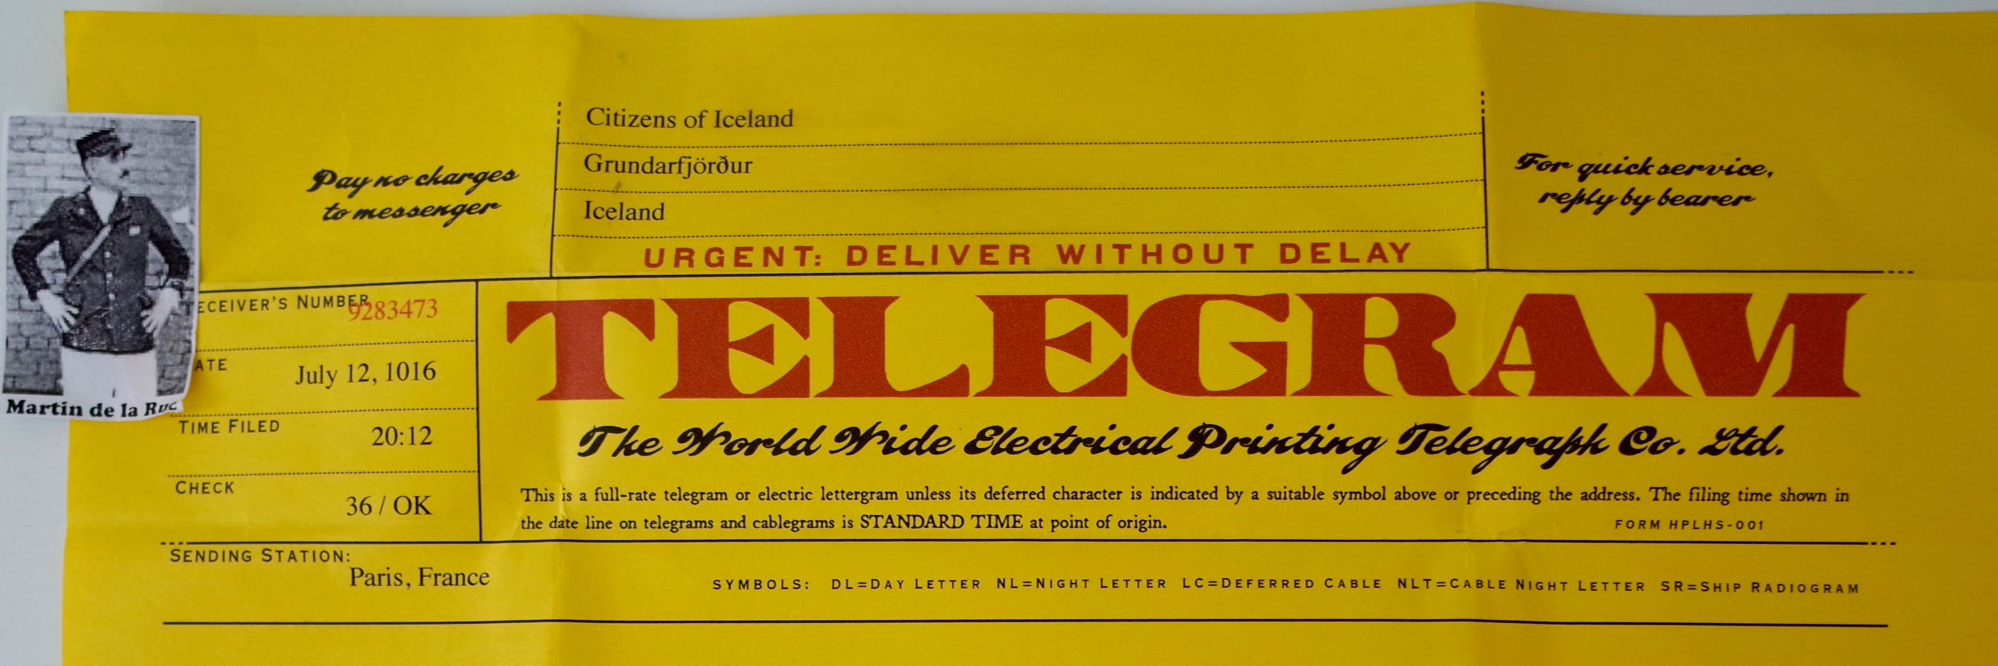 Citizens of Iceland
Grundarfjörður
Iceland
URGENT: DELIVER WITHOUT DELAY
Pay no charges
to messenger
For quick service,
reply by bearer
Martin de la Ruc
ECEIVER'S NUMBER 9283473
ATE July 12, 1016
TIME FILED 20:12
CHECK 36 / OK
TELEGRAM
The World Wide Electrical Printing Telegraph Co. Ltd.
This is a full-rate telegram or electric lettergram unless its deferred character is indicated by a suitable symbol above or preceding the address. The filing time shown in
the date line on telegrams and cablegrams is STANDARD TIME at point of origin.
FORM HPLHS-001
SENDING STATION: Paris, France
SYMBOLS: DL=DAY LETTER NL=NIGHT LETTER LC=DEFERRED CABLE NLT=CABLE NIGHT LETTER SR=SHIP RADIOGRAM